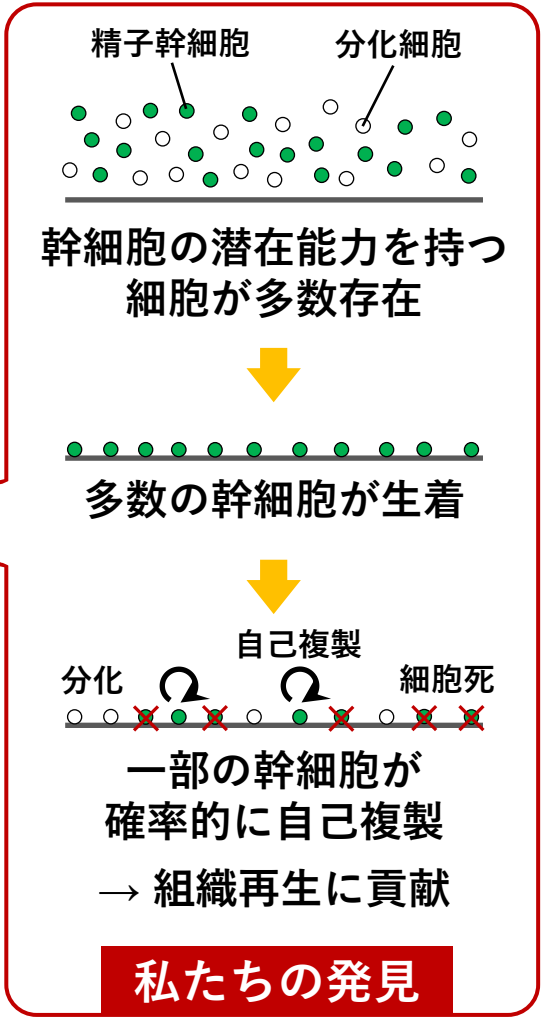 精子幹細胞
分化細胞
幹細胞の潜在能力を持つ
細胞が多数存在
多数の幹細胞が生着
自己複製
分化
細胞死
一部の幹細胞が
確率的に自己複製
→ 組織再生に貢献
私たちの発見